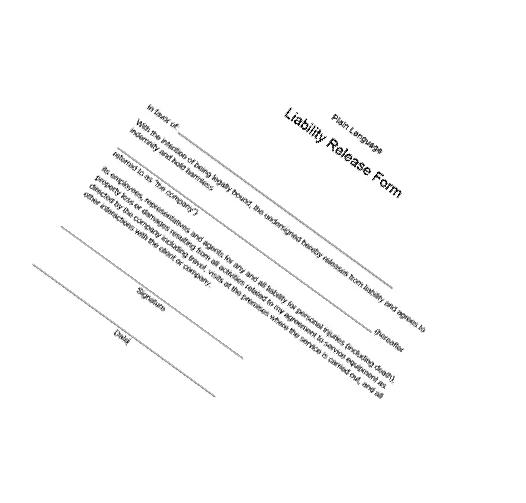 Plain Language
Liability Release Form
In favor of:
With the intention of being legally bound, the undersigned hereby releases from liability and agrees to
indemnify and hold harmless
(hereafter
referred to as "the company")
its employees, representatives and agents for any and all liability for personal injuries (including death),
property loss or damages resulting from all activities related to my agreement to service equipment as
directed by the company including travel, visits at the premises where the service is carried out, and all
other interactions with the client or company.
Signature
Date